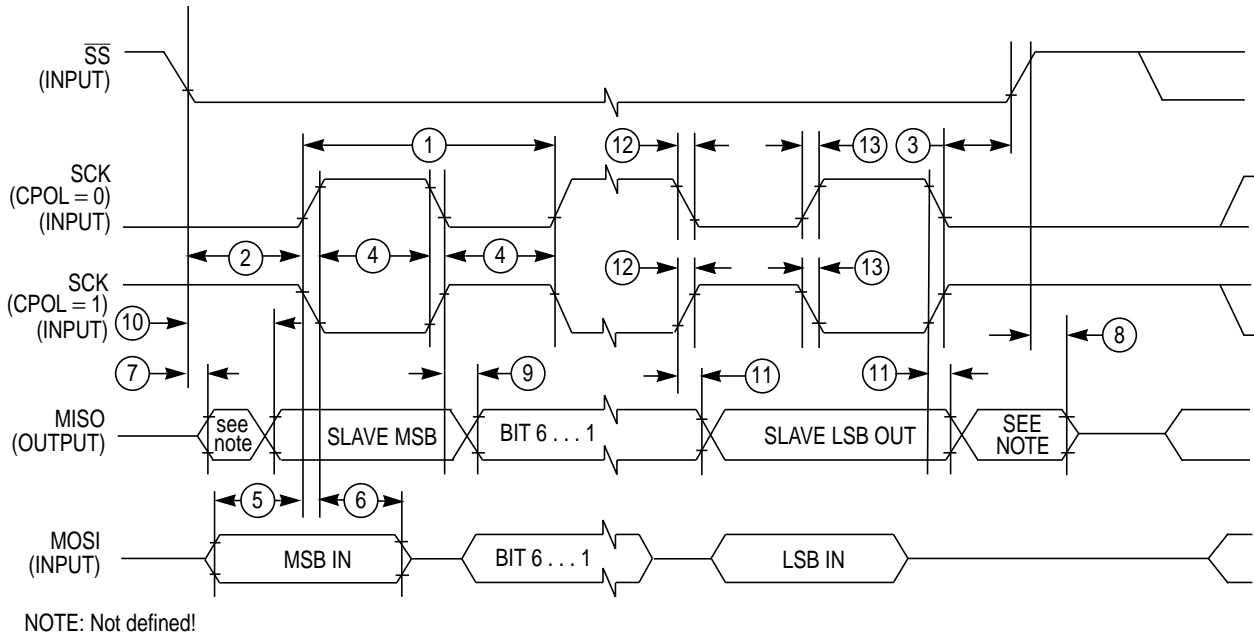 SS
(INPUT)
1
12
13
3
SCK
(CPOL = 0)
(INPUT)
2
4
4
12
13
SCK
(CPOL = 1)
(INPUT)
10
8
7
9
11
11
MISO
(OUTPUT)
see
note
SLAVE MSB
BIT 6 . . . 1
SLAVE LSB OUT
SEE
NOTE
5
6
MOSI
(INPUT)
MSB IN
BIT 6 . . . 1
LSB IN
NOTE: Not defined!